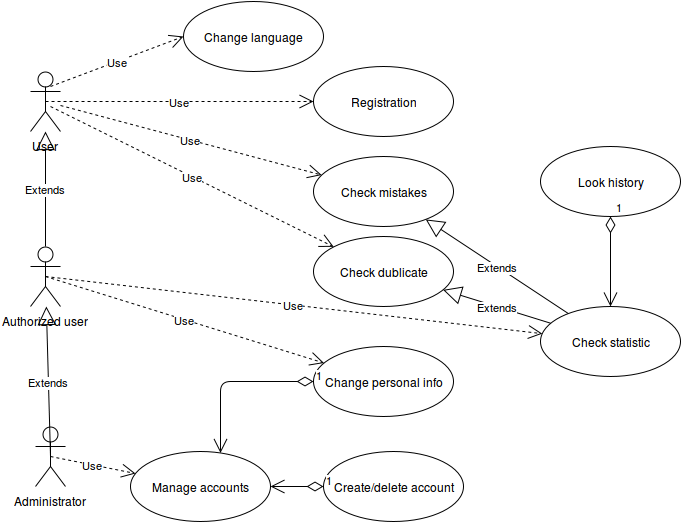 Change language
Use
Use
Registration
User
Use
Check mistakes
Look history
1
Use
Extends
Check dublicate
Extends
Extends
Authorized user
Use
Use
Check statistic
Extends
1
Change personal info
Use
Administrator
Manage accounts
1
Create/delete account